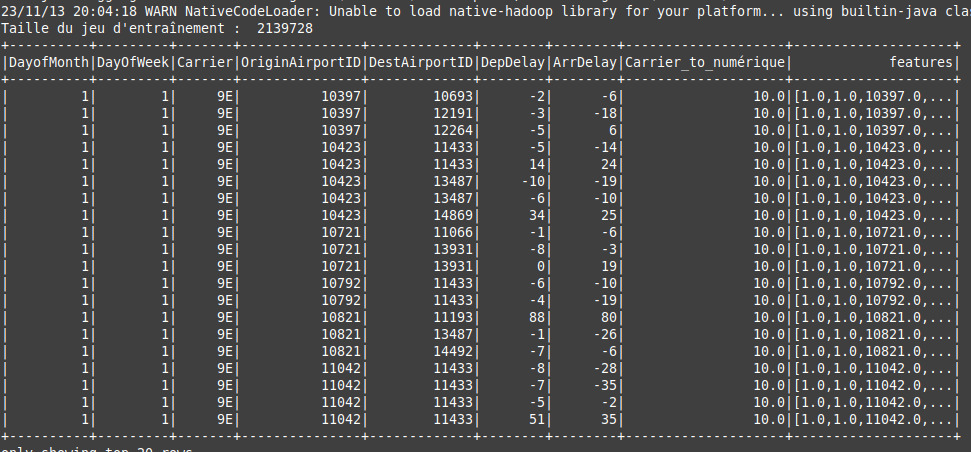 23/11/13 20:04:18 WARN NativeCodeLoader: Unable to load native-hadoop library for your platform... using builtin-java clas
Taille du jeu d'entraînement :  2139728
+----------+---------+-------+---------------+-------------+--------+--------+-------------------+--------------------+
|DayofMonth|DayOfWeek|Carrier|OriginAirportID|DestAirportID|DepDelay|ArrDelay|Carrier_to_numérique|            features|
+----------+---------+-------+---------------+-------------+--------+--------+-------------------+--------------------+
|         1|        1|     9E|          10397|        10693|      -2|      -6|                10.0|[1.0,1.0,10397.0,...|
|         1|        1|     9E|          10397|        12191|      -3|     -18|                10.0|[1.0,1.0,10397.0,...|
|         1|        1|     9E|          10397|        12264|      -5|       6|                10.0|[1.0,1.0,10397.0,...|
|         1|        1|     9E|          10423|        11433|      -5|     -14|                10.0|[1.0,1.0,10423.0,...|
|         1|        1|     9E|          10423|        11433|      14|      24|                10.0|[1.0,1.0,10423.0,...|
|         1|        1|     9E|          10423|        13487|     -10|     -19|                10.0|[1.0,1.0,10423.0,...|
|         1|        1|     9E|          10423|        13487|      -6|     -10|                10.0|[1.0,1.0,10423.0,...|
|         1|        1|     9E|          10423|        14869|      34|      25|                10.0|[1.0,1.0,10423.0,...|
|         1|        1|     9E|          10721|        11066|      -1|      -6|                10.0|[1.0,1.0,10721.0,...|
|         1|        1|     9E|          10721|        13931|      -8|      -3|                10.0|[1.0,1.0,10721.0,...|
|         1|        1|     9E|          10721|        13931|       0|      19|                10.0|[1.0,1.0,10721.0,...|
|         1|        1|     9E|          10792|        11433|      -6|     -10|                10.0|[1.0,1.0,10792.0,...|
|         1|        1|     9E|          10792|        11433|      -4|     -19|                10.0|[1.0,1.0,10792.0,...|
|         1|        1|     9E|          10821|        11193|      88|      80|                10.0|[1.0,1.0,10821.0,...|
|         1|        1|     9E|          10821|        13487|      -1|     -26|                10.0|[1.0,1.0,10821.0,...|
|         1|        1|     9E|          10821|        14492|      -7|      -6|                10.0|[1.0,1.0,10821.0,...|
|         1|        1|     9E|          11042|        11433|      -8|     -28|                10.0|[1.0,1.0,11042.0,...|
|         1|        1|     9E|          11042|        11433|      -7|     -35|                10.0|[1.0,1.0,11042.0,...|
|         1|        1|     9E|          11042|        11433|      -5|      -2|                10.0|[1.0,1.0,11042.0,...|
|         1|        1|     9E|          11042|        11433|      51|      35|                10.0|[1.0,1.0,11042.0,...|
+----------+---------+-------+---------------+-------------+--------+--------+-------------------+--------------------+
only showing top 20 rows